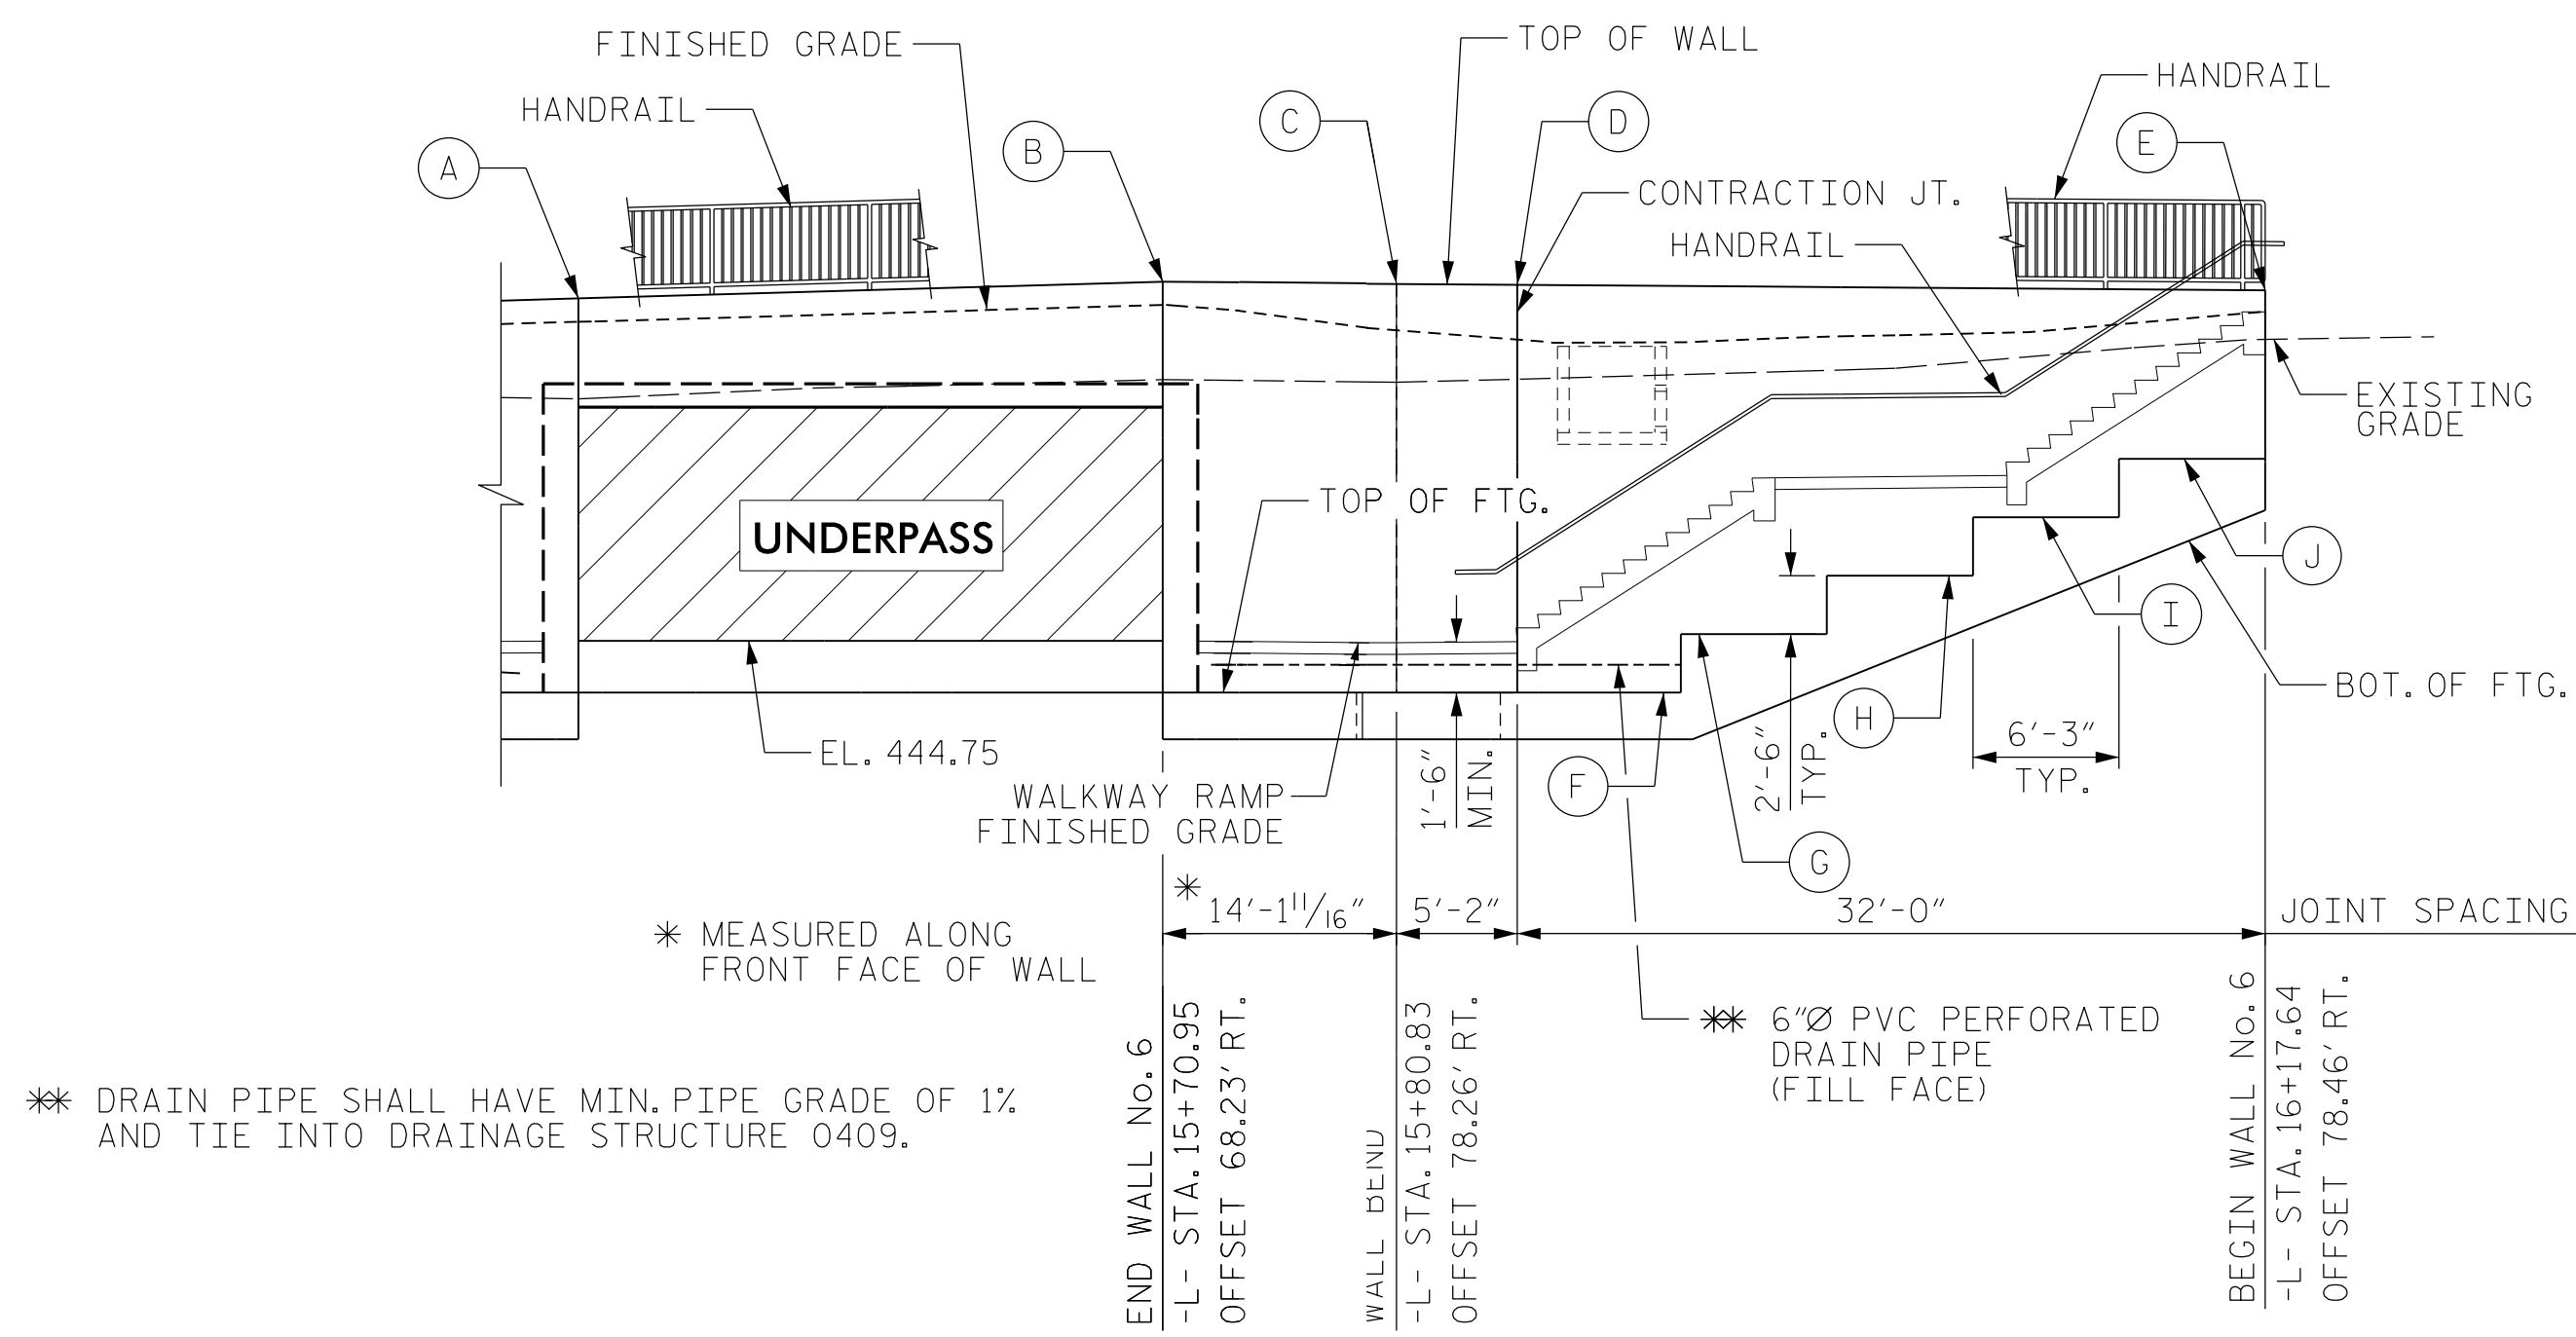 FINISHED GRADE
TOP OF WALL
HANDRAIL
HANDRAIL
A
B
C
D
E
CONTRACTION JT.
HANDRAIL
EXISTING
GRADE
TOP OF FTG.
UNDERPASS
J
I
BOT. OF FTG.
H
EL. 444.75
WALKWAY RAMP
FINISHED GRADE
1'-6"
MIN.
F
2'-6"
TYP.
6'-3"
TYP.
G
* 14'-1 11/16"
5'-2"
32'-0"
JOINT SPACING
* MEASURED ALONG
FRONT FACE OF WALL
** 6"Ø PVC PERFORATED
DRAIN PIPE
(FILL FACE)
** DRAIN PIPE SHALL HAVE MIN. PIPE GRADE OF 1%
AND TIE INTO DRAINAGE STRUCTURE 0409.
END WALL No. 6
-L- STA. 15+70.95
OFFSET 68.23' RT.
WALL BEND
-L- STA. 15+80.83
OFFSET 78.26' RT.
BEGIN WALL No. 6
-L- STA. 16+17.64
OFFSET 78.46' RT.